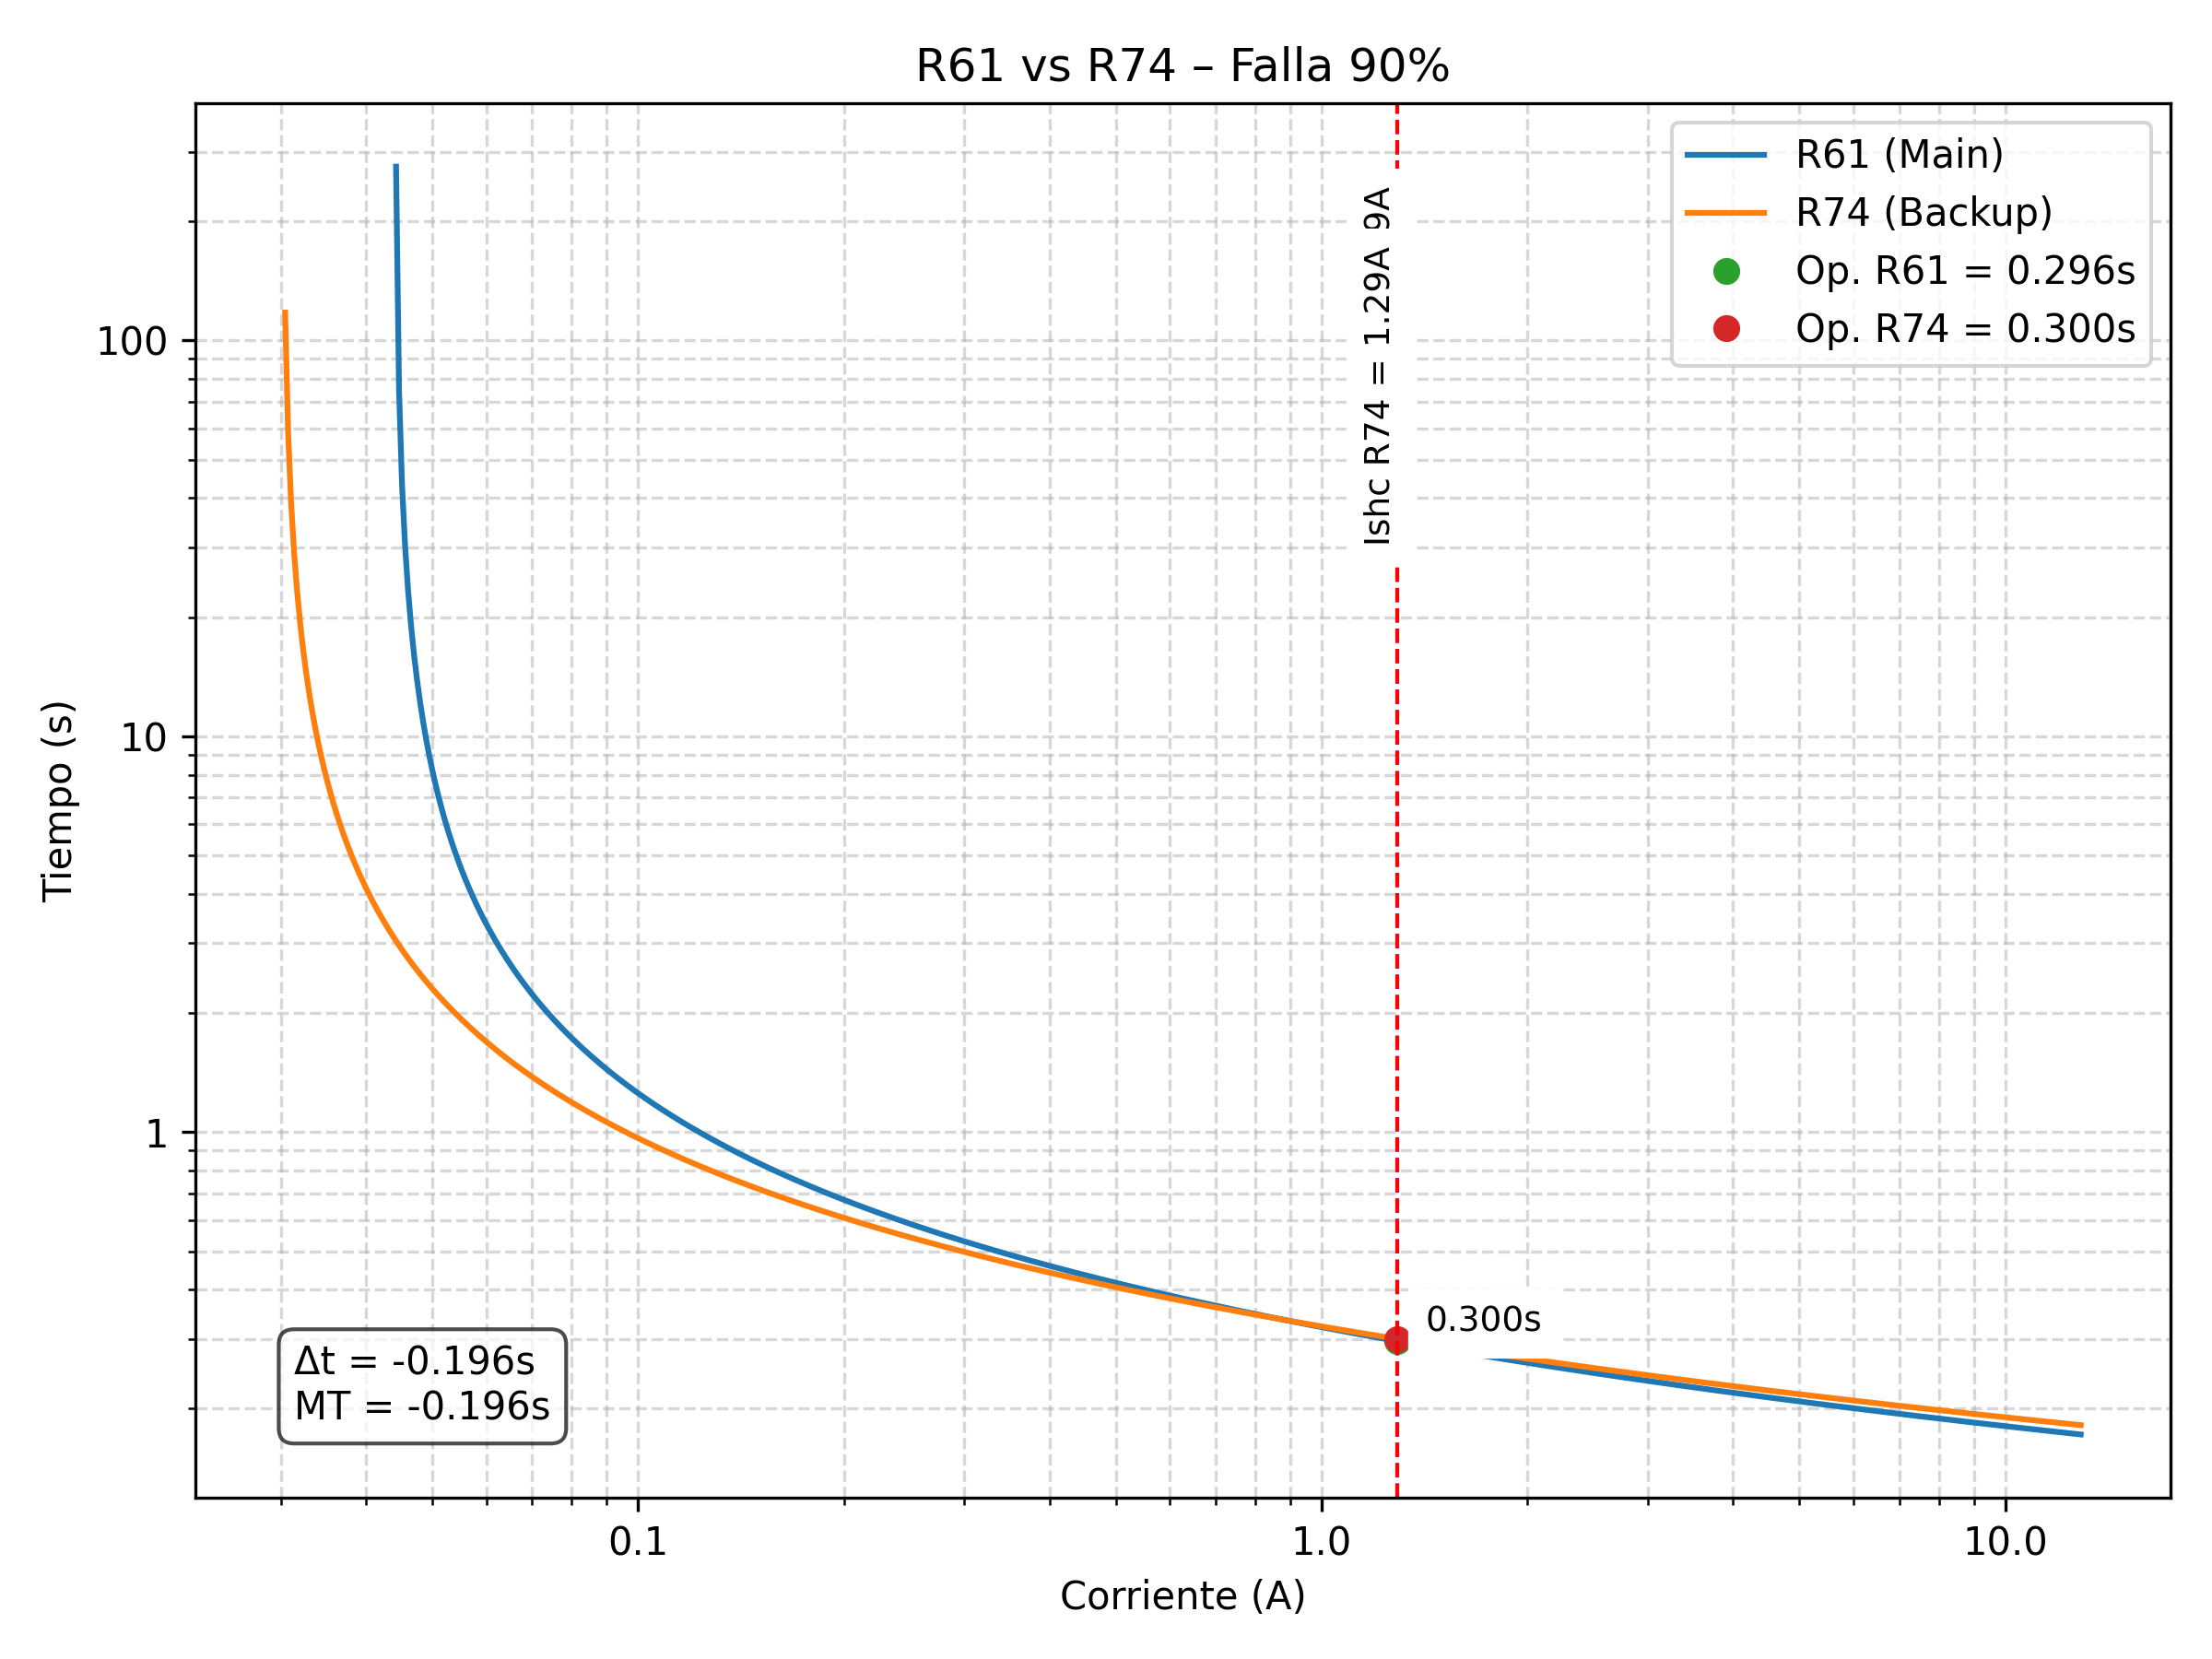 R61 vs R74 – Falla 90%
R61 (Main)
R74 (Backup)
Op. R61 = 0.296s
Op. R74 = 0.300s
9A
Ishc R74 = 1.29A
100
10
1
Tiempo (s)
0.300s
Δt = -0.196s
MT = -0.196s
0.1
1.0
10.0
Corriente (A)